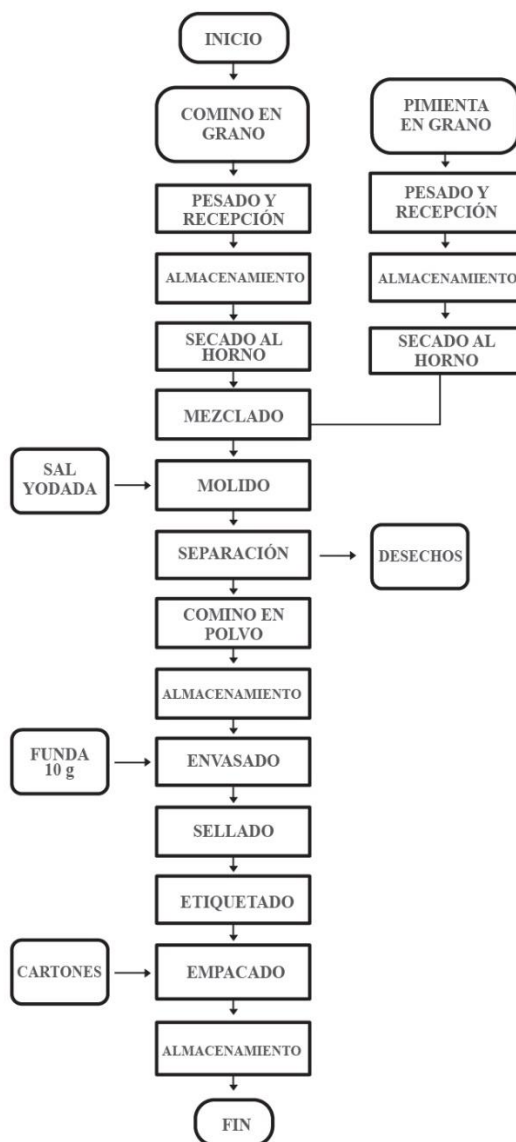 INICIO
COMINO EN
GRANO
PIMIENTA
EN GRANO
PESADO Y
RECEPCIÓN
PESADO Y
RECEPCIÓN
ALMACENAMIENTO
ALMACENAMIENTO
SECADO AL
HORNO
SECADO AL
HORNO
MEZCLADO
SAL
YODADA
MOLIDO
SEPARACIÓN
DESECHOS
COMINO EN
POLVO
ALMACENAMIENTO
FUNDA
10 g
ENVASADO
SELLADO
ETIQUETADO
CARTONES
EMPACADO
ALMACENAMIENTO
FIN